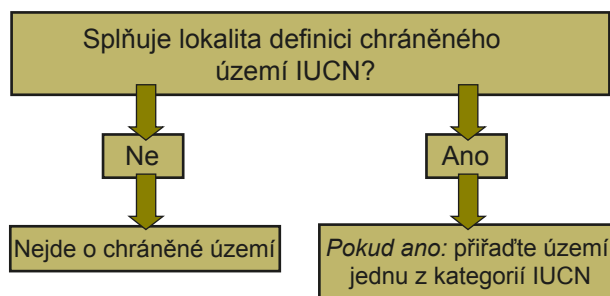 Splňuje lokalita definici chráněného
území IUCN?
Ne
Ano
Nejde o chráněné území
Pokud ano: přiřaďte území
jednu z kategorií IUCN